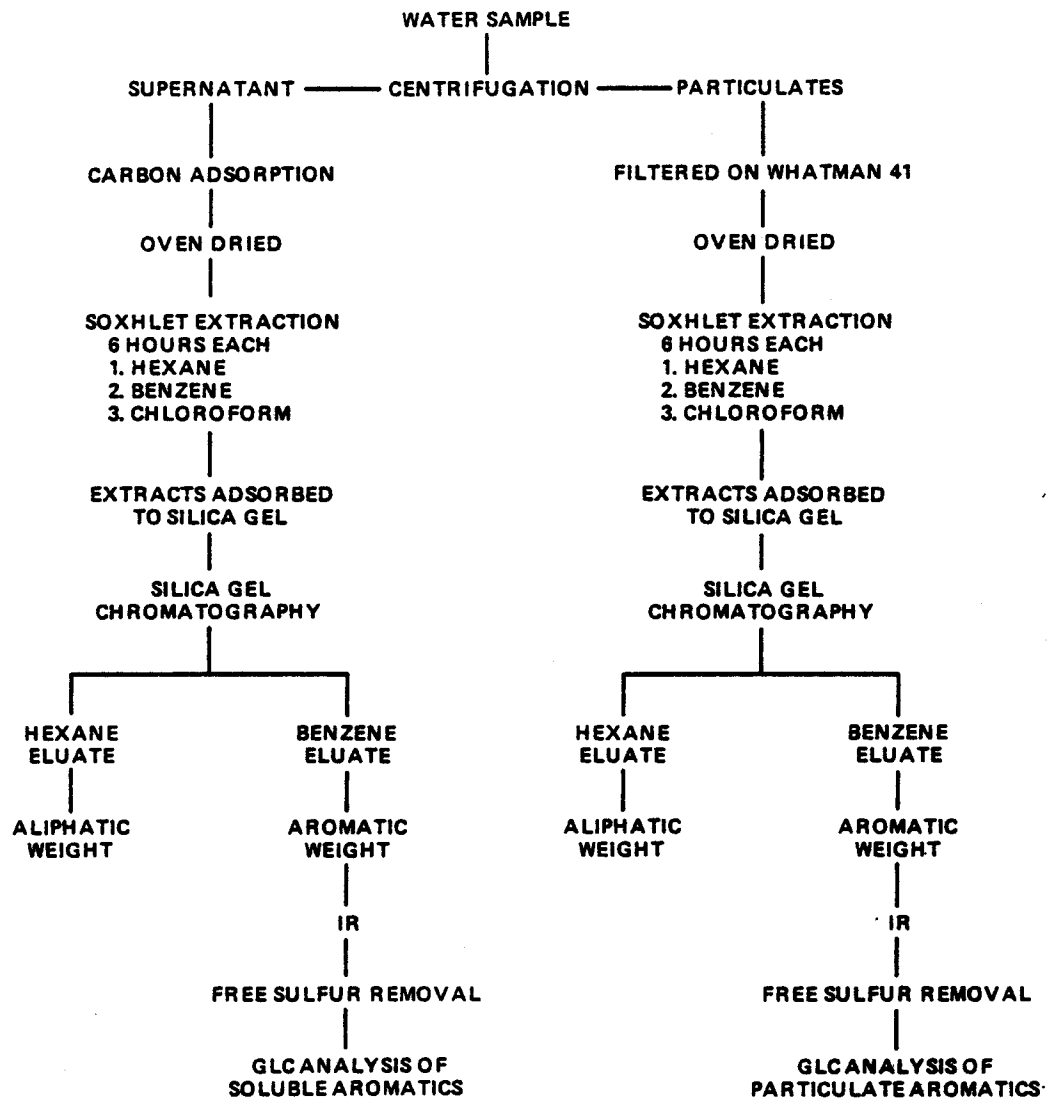 WATER SAMPLE
SUPERNATANT CENTRIFUGATION PARTICULATES
CARBON ADSORPTION
OVEN DRIED
SOXHLET EXTRACTION
6 HOURS EACH
1. HEXANE
2. BENZENE
3. CHLOROFORM
EXTRACTS ADSORBED
TO SILICA GEL
SILICA GEL
CHROMATOGRAPHY
HEXANE
ELUATE
ALIPHATIC
WEIGHT
BENZENE
ELUATE
AROMATIC
WEIGHT
IR
FREE SULFUR REMOVAL
GLC ANALYSIS OF
SOLUBLE AROMATICS
FILTERED ON WHATMAN 41
OVEN DRIED
SOXHLET EXTRACTION
6 HOURS EACH
1. HEXANE
2. BENZENE
3. CHLOROFORM
EXTRACTS ADSORBED
TO SILICA GEL
SILICA GEL
CHROMATOGRAPHY
HEXANE
ELUATE
ALIPHATIC
WEIGHT
BENZENE
ELUATE
AROMATIC
WEIGHT
IR
FREE SULFUR REMOVAL
GLC ANALYSIS OF
PARTICULATE AROMATICS